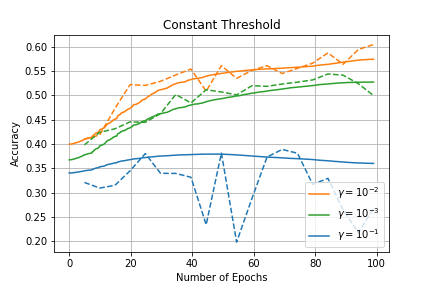 Constant Threshold
Accuracy
0.60
0.55
0.50
0.45
0.40
0.35
0.30
0.25
0.20
γ = 10⁻²
γ = 10⁻³
γ = 10⁻¹
0 20 40 60 80 100
Number of Epochs